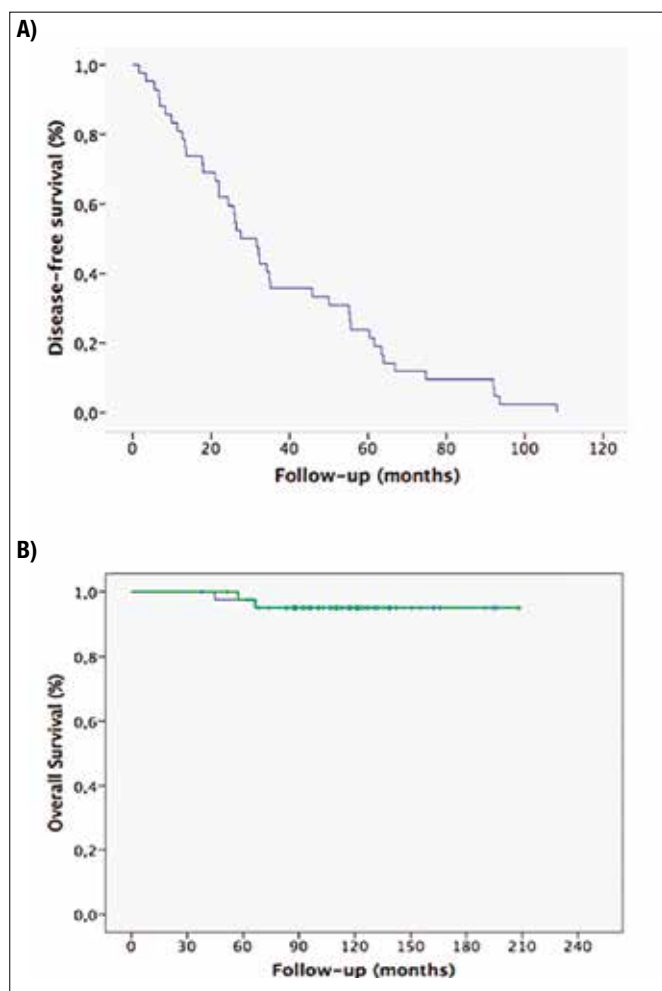 A)
Disease-free survival (%)
1,0
0,8
0,6
0,4
0,2
0,0
0 20 40 60 80 100 120
Follow-up (months)
B)
Overall Survival (%)
1,0
0,8
0,6
0,4
0,2
0,0
0 30 60 90 120 150 180 210 240
Follow-up (months)